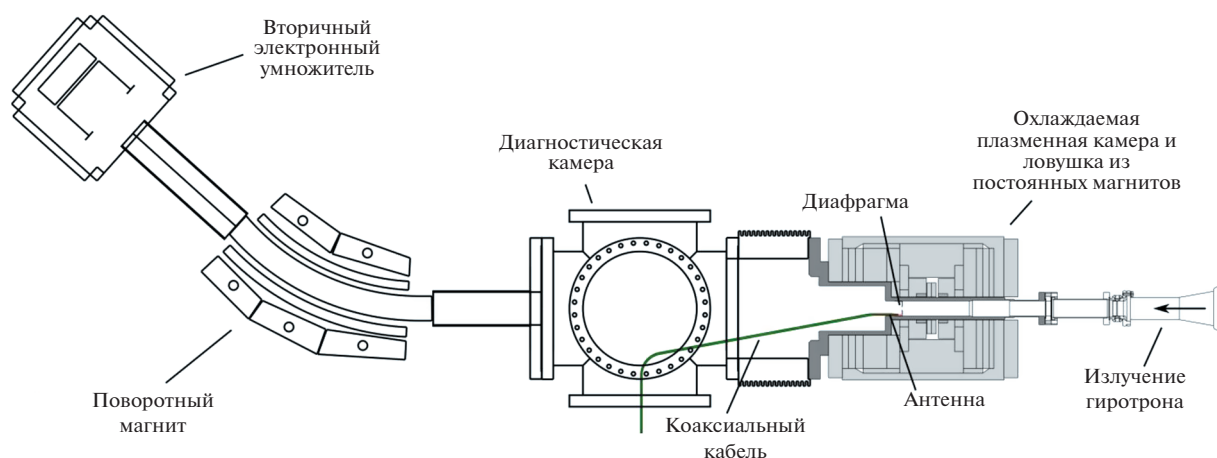 Вторичный
электронный
умножитель
Диагностическая
камера
Охлаждаемая
плазменная камера и
ловушка из
постоянных магнитов
Диафрагма
Поворотный
магнит
Коаксиальный
кабель
Антенна
Излучение
гиротрона